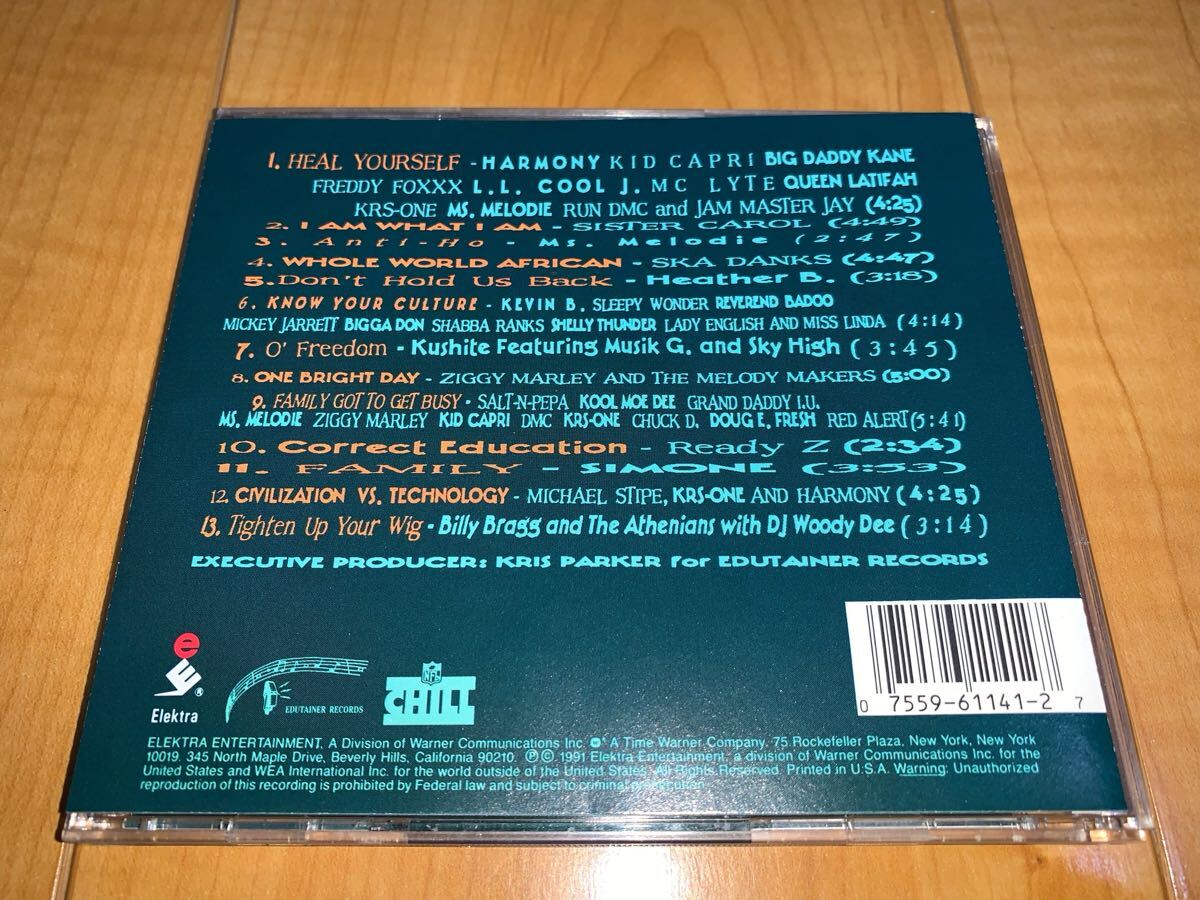 1. HEAL YOURSELF - HARMONY KID CAPRI BIG DADDY KANE
FREDDY FOXXX L.L. COOL J. MC LYTE QUEEN LATIFAH
KRS-ONE MS. MELODIE RUN DMC and JAM MASTER JAY (4:25)
2. I AM WHAT I AM - SISTER CAROL (4:49)
3. Anti-Ho - Ms. Melodie (2:47)
4. WHOLE WORLD AFRICAN - SKA DANKS (4:47)
5. Don't Hold Us Back - Heather B. (3:18)
6. KNOW YOUR CULTURE - KEVIN B. SLEEPY WONDER REVEREND BADOO
MICKEY JARRETT BIGGA DON SHABBA RANKS SHELLY THUNDER LADY ENGLISH AND MISS LINDA (4:14)
7. O' Freedom - Kushite Featuring Musik G. and Sky High (3:45)
8. ONE BRIGHT DAY - ZIGGY MARLEY AND THE MELODY MAKERS (5:00)
9. FAMILY GOT TO GET BUSY - SALT-N-PEPA KOOL MOE DEE GRAND DADDY I.U.
MS. MELODIE ZIGGY MARLEY KID CAPRI DMC KRS-ONE CHUCK D. DOUG E. FRESH RED ALERT (5:41)
10. Correct Education - Ready Z (2:34)
11. FAMILY - SIMONE (3:53)
12. CIVILIZATION VS. TECHNOLOGY - MICHAEL STIPE, KRS-ONE AND HARMONY (4:25)
13. Tighten Up Your Wig - Billy Bragg and The Athenians with DJ Woody Dee (3:14)
EXECUTIVE PRODUCER: KRIS PARKER for EDUTAINER RECORDS
e
®
Elektra
EDUTAINER RECORDS
NFL
CHILL
0 7559-61141-2 7
ELEKTRA ENTERTAINMENT, A Division of Warner Communications Inc. A Time Warner Company. 75 Rockefeller Plaza, New York, New York
10019. 345 North Maple Drive, Beverly Hills, California 90210. ℗© 1991 Elektra Entertainment, a division of Warner Communications Inc. for the
United States and WEA International Inc. for the world outside of the United States. All Rights Reserved. Printed in U.S.A. Warning: Unauthorized
reproduction of this recording is prohibited by Federal law and subject to criminal prosecution.